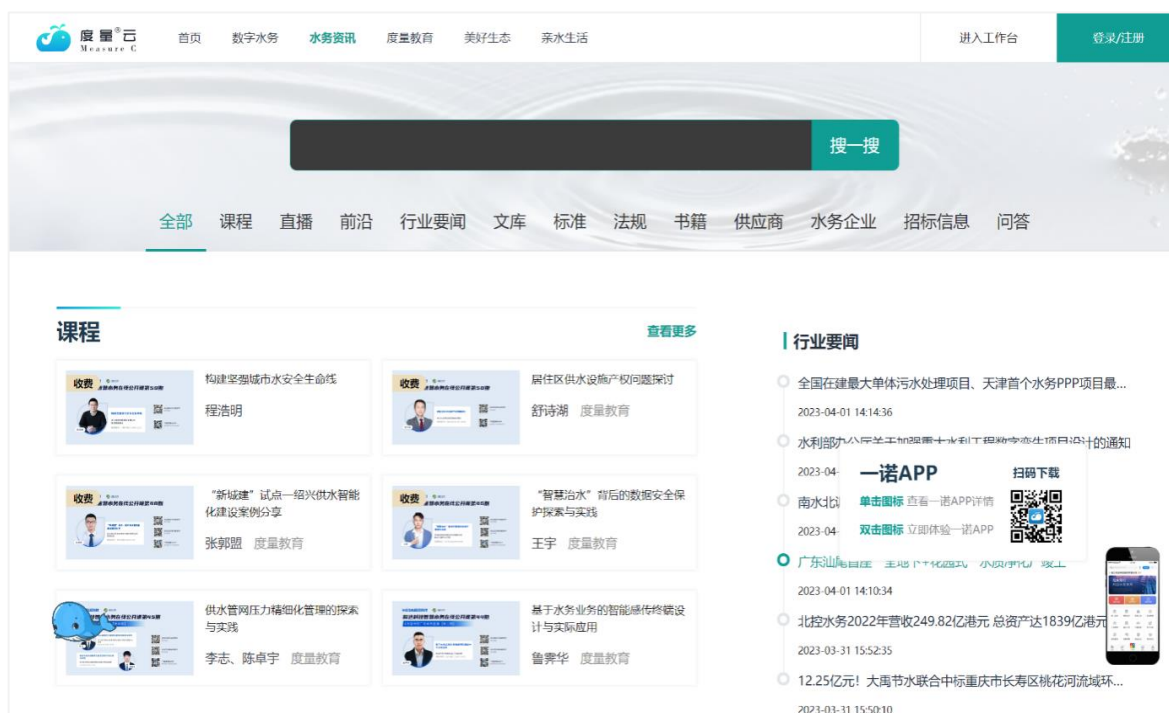 度量®云
Measure C
首页 数字水务 水务资讯 度量教育 美好生态 亲水生活
进入工作台
登录/注册
搜一搜
全部 课程 直播 前沿 行业要闻 文库 标准 法规 书籍 供应商 水务企业 招标信息 问答
课程
查看更多
收费
构建坚强城市水安全生命线
程浩明
收费
居住区供水设施产权问题探讨
舒诗湖 度量教育
收费
“新城建”试点—绍兴供水智能
化建设案例分享
张郭盟 度量教育
收费
“智慧治水”背后的数据安全保
护探索与实践
王宇 度量教育
供水管网压力精细化管理的探索
与实践
李志、陈卓宇 度量教育
基于水务业务的智能感传终端设
计与实际应用
鲁霁华 度量教育
行业要闻
全国在建最大单体污水处理项目、天津首个水务PPP项目最...
2023-04-01 14:14:36
水利部办公厅关于加强重大水利工程数字孪生项目设计的通知
2023-04-
南水北
2023-04-
一诺APP
扫码下载
单击图标 查看一诺APP详情
双击图标 立即体验一诺APP
广东汕尾首座“全地下+花园式”水质净化厂竣工
2023-04-01 14:10:34
北控水务2022年营收249.82亿港元 总资产达1839亿港元
2023-03-31 15:52:35
12.25亿元！大禹节水联合中标重庆市长寿区桃花河流域环...
2023-03-31 15:50:10